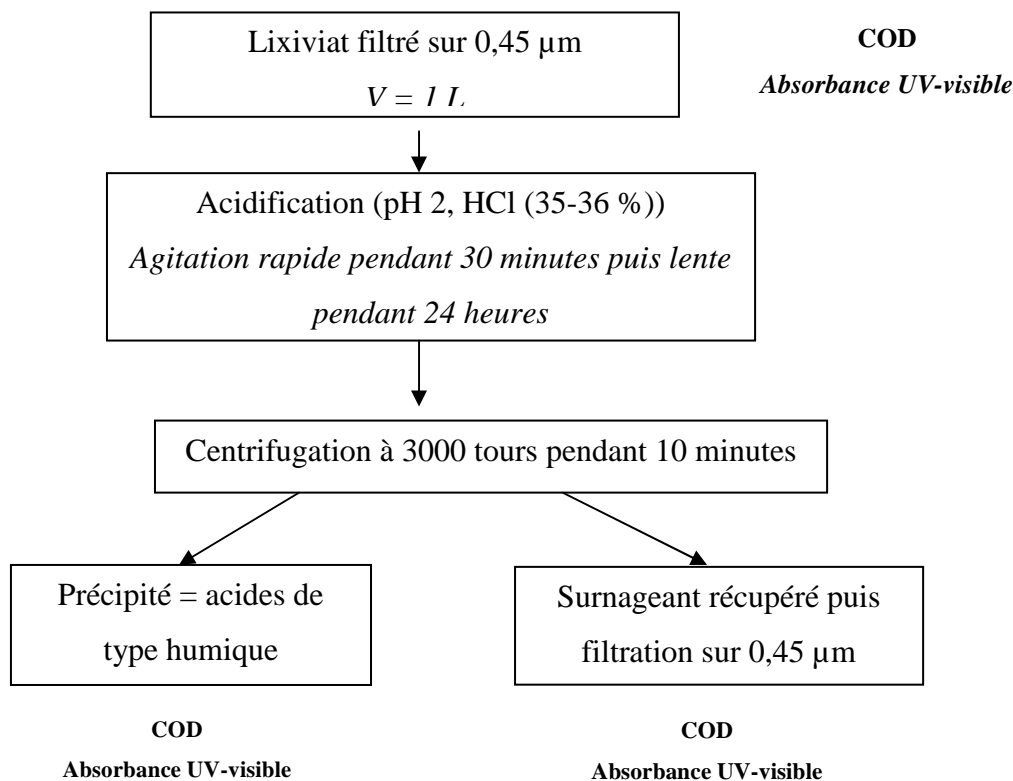 Lixiviat filtré sur 0,45 µm
V = 1 L
COD
Absorbance UV-visible
Acidification (pH 2, HCl (35-36 %))
Agitation rapide pendant 30 minutes puis lente
pendant 24 heures
Centrifugation à 3000 tours pendant 10 minutes
Précipité = acides de
type humique
Surnageant récupéré puis
filtration sur 0,45 µm
COD
Absorbance UV-visible
COD
Absorbance UV-visible